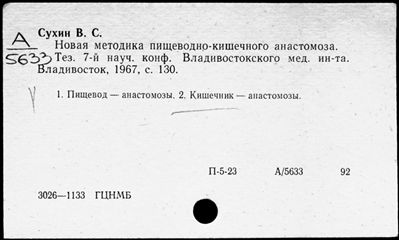 Сухин В. С.
А
5633
Новая методика пищеводно-кишечного анастомоза.
Тез. 7-й науч. конф. Владивостокского мед. ин-та.
Владивосток, 1967, с. 130.
1. Пищевод — анастомозы. 2. Кишечник — анастомозы.
П-5-23 А/5633 92
3026—1133 ГЦНМБ